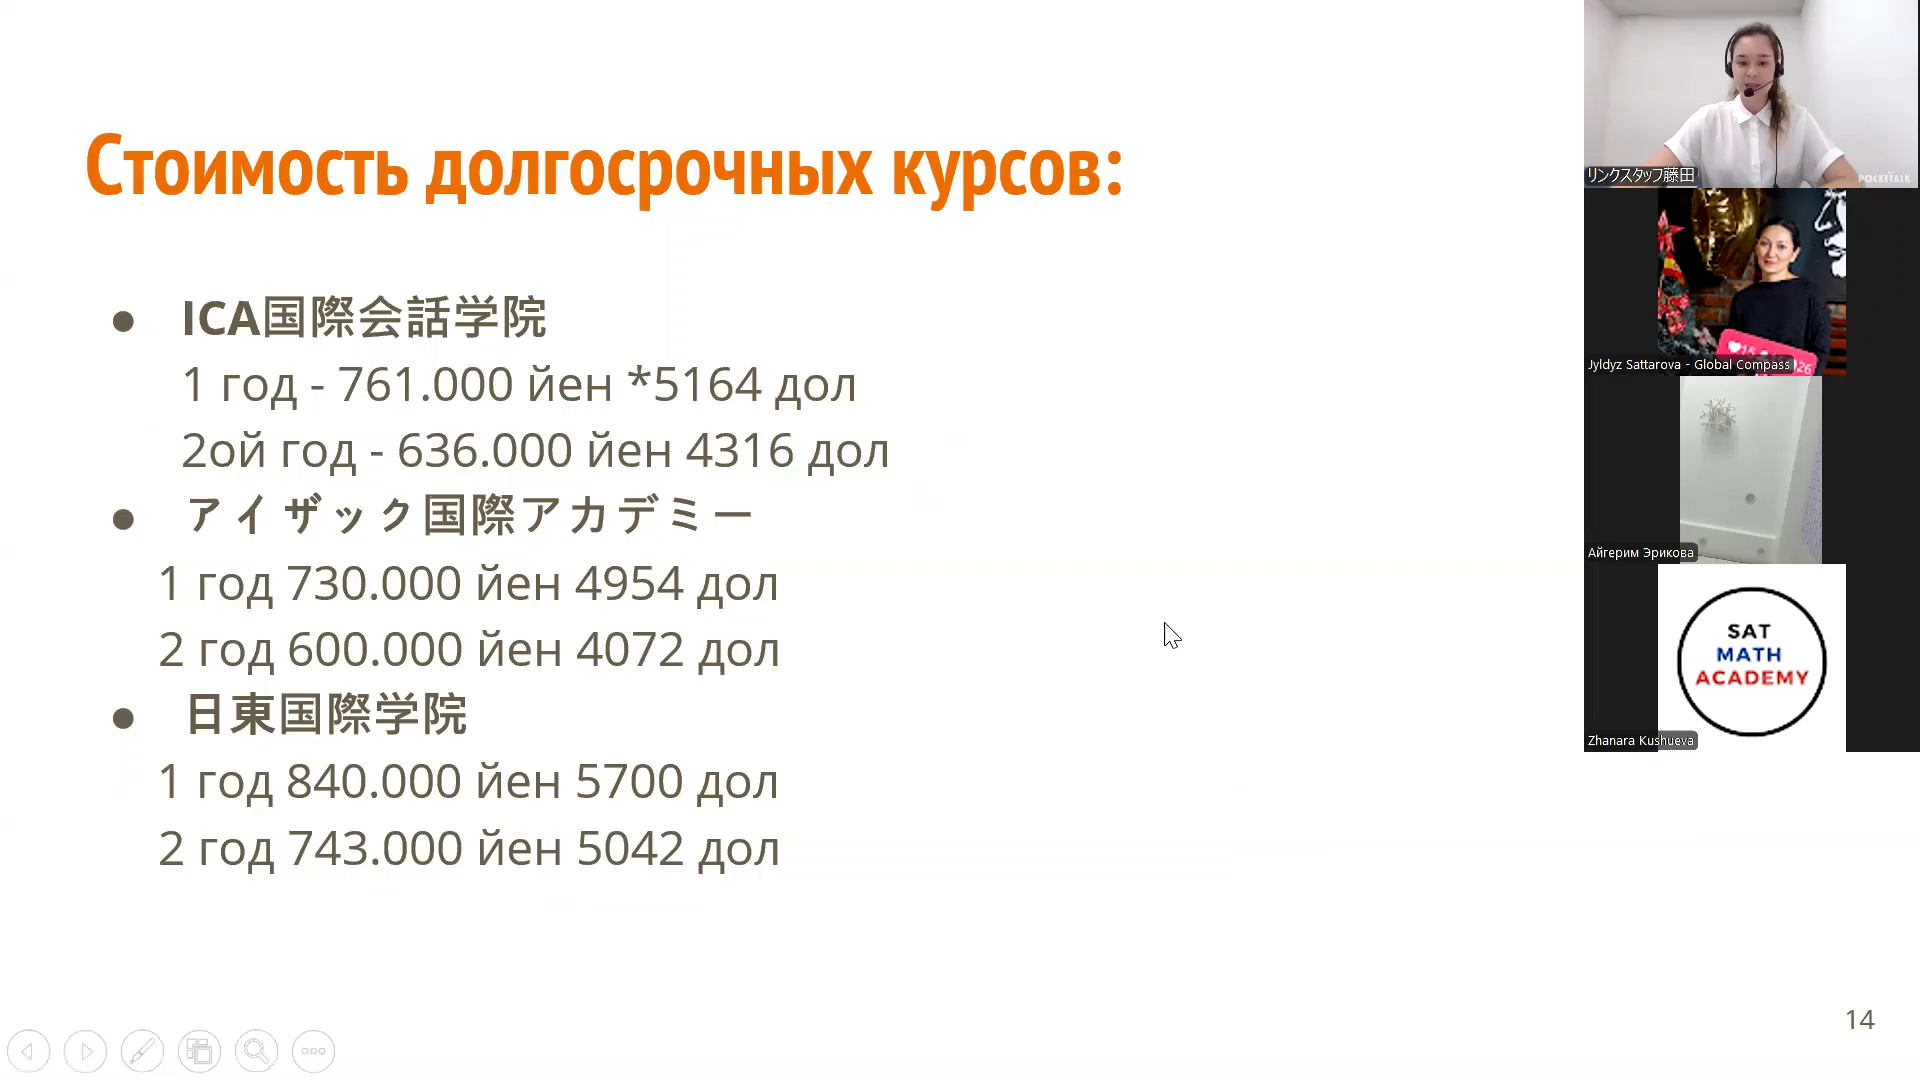 Стоимость долгосрочных курсов:
● ICA国際会話学院
1 год - 761.000 йен *5164 дол
2ой год - 636.000 йен 4316 дол
● アイザック国際アカデミー
1 год 730.000 йен 4954 дол
2 год 600.000 йен 4072 дол
● 日東国際学院
1 год 840.000 йен 5700 дол
2 год 743.000 йен 5042 дол
14
リンクスタッフ藤田
POCKETALK
Jyldyz Sattarova - Global Compass
Айгерим Эрикова
SAT
MATH
ACADEMY
Zhanara Kushueva